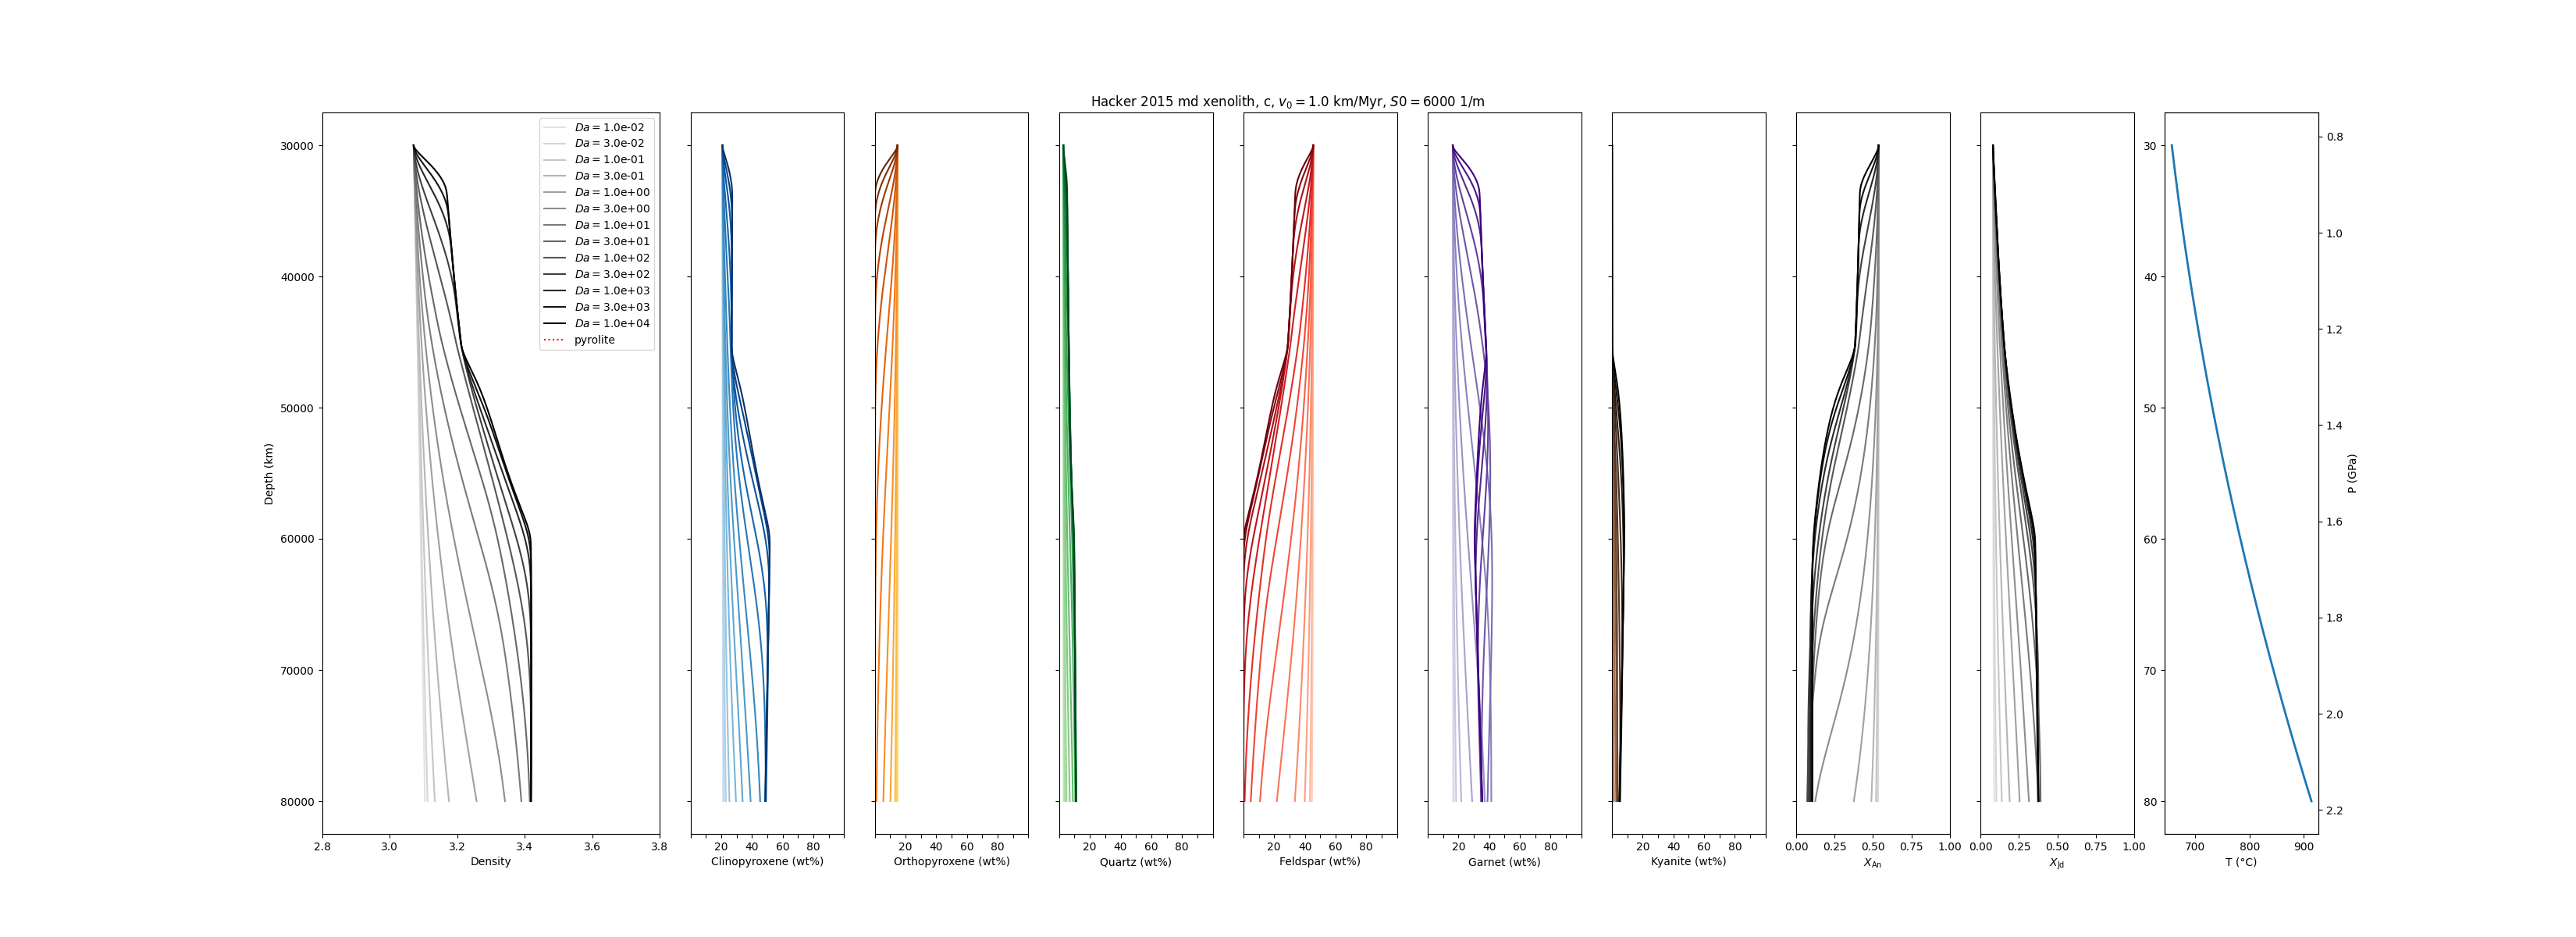 Hacker 2015 md xenolith, c, v₀ = 1.0 km/Myr, S0 = 6000 1/m
Da = 1.0e-02
Da = 3.0e-02
Da = 1.0e-01
Da = 3.0e-01
Da = 1.0e+00
Da = 3.0e+00
Da = 1.0e+01
Da = 3.0e+01
Da = 1.0e+02
Da = 3.0e+02
Da = 1.0e+03
Da = 3.0e+03
Da = 1.0e+04
pyrolite
30000
40000
50000
60000
70000
80000
Depth (km)
2.8 3.0 3.2 3.4 3.6 3.8
Density
20 40 60 80
Clinopyroxene (wt%)
20 40 60 80
Orthopyroxene (wt%)
20 40 60 80
Quartz (wt%)
20 40 60 80
Feldspar (wt%)
20 40 60 80
Garnet (wt%)
20 40 60 80
Kyanite (wt%)
0.00 0.25 0.50 0.75 1.00
X_An
0.00 0.25 0.50 0.75 1.00
X_Jd
30
40
50
60
70
80
700 800 900
T (°C)
0.8
1.0
1.2
1.4
1.6
1.8
2.0
2.2
P (GPa)